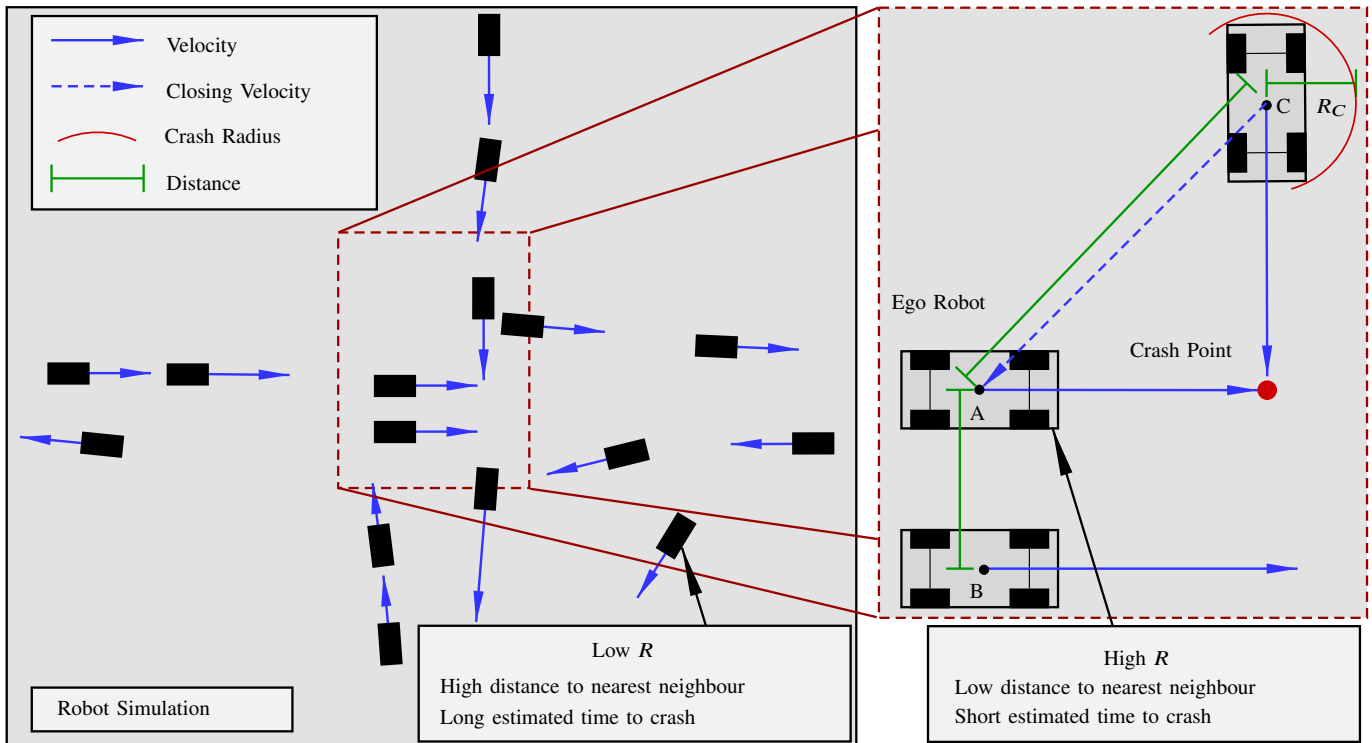 Velocity
Closing Velocity
Crash Radius
Distance
C
R_C
Ego Robot
Crash Point
A
B
Low R
High distance to nearest neighbour
Long estimated time to crash
High R
Low distance to nearest neighbour
Short estimated time to crash
Robot Simulation